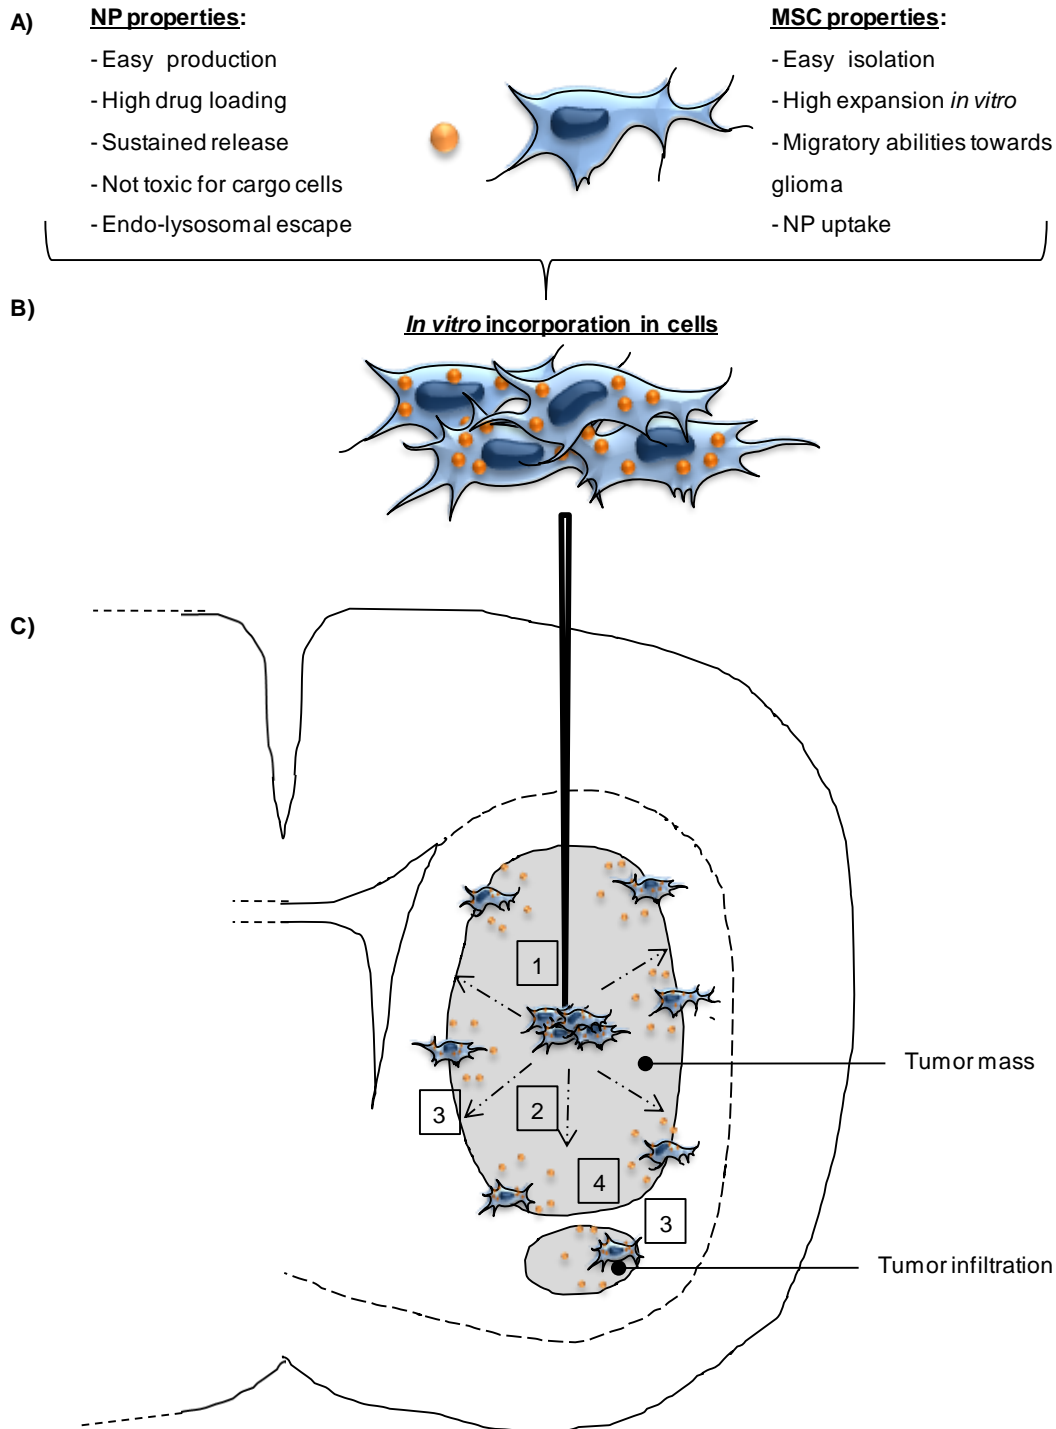 A)
NP properties:
- Easy production
- High drug loading
- Sustained release
- Not toxic for cargo cells
- Endo-lysosomal escape
MSC properties:
- Easy isolation
- High expansion in vitro
- Migratory abilities towards
glioma
- NP uptake
B)
In vitro incorporation in cells
C)
1
Tumor mass
3
2
4
3
Tumor infiltration